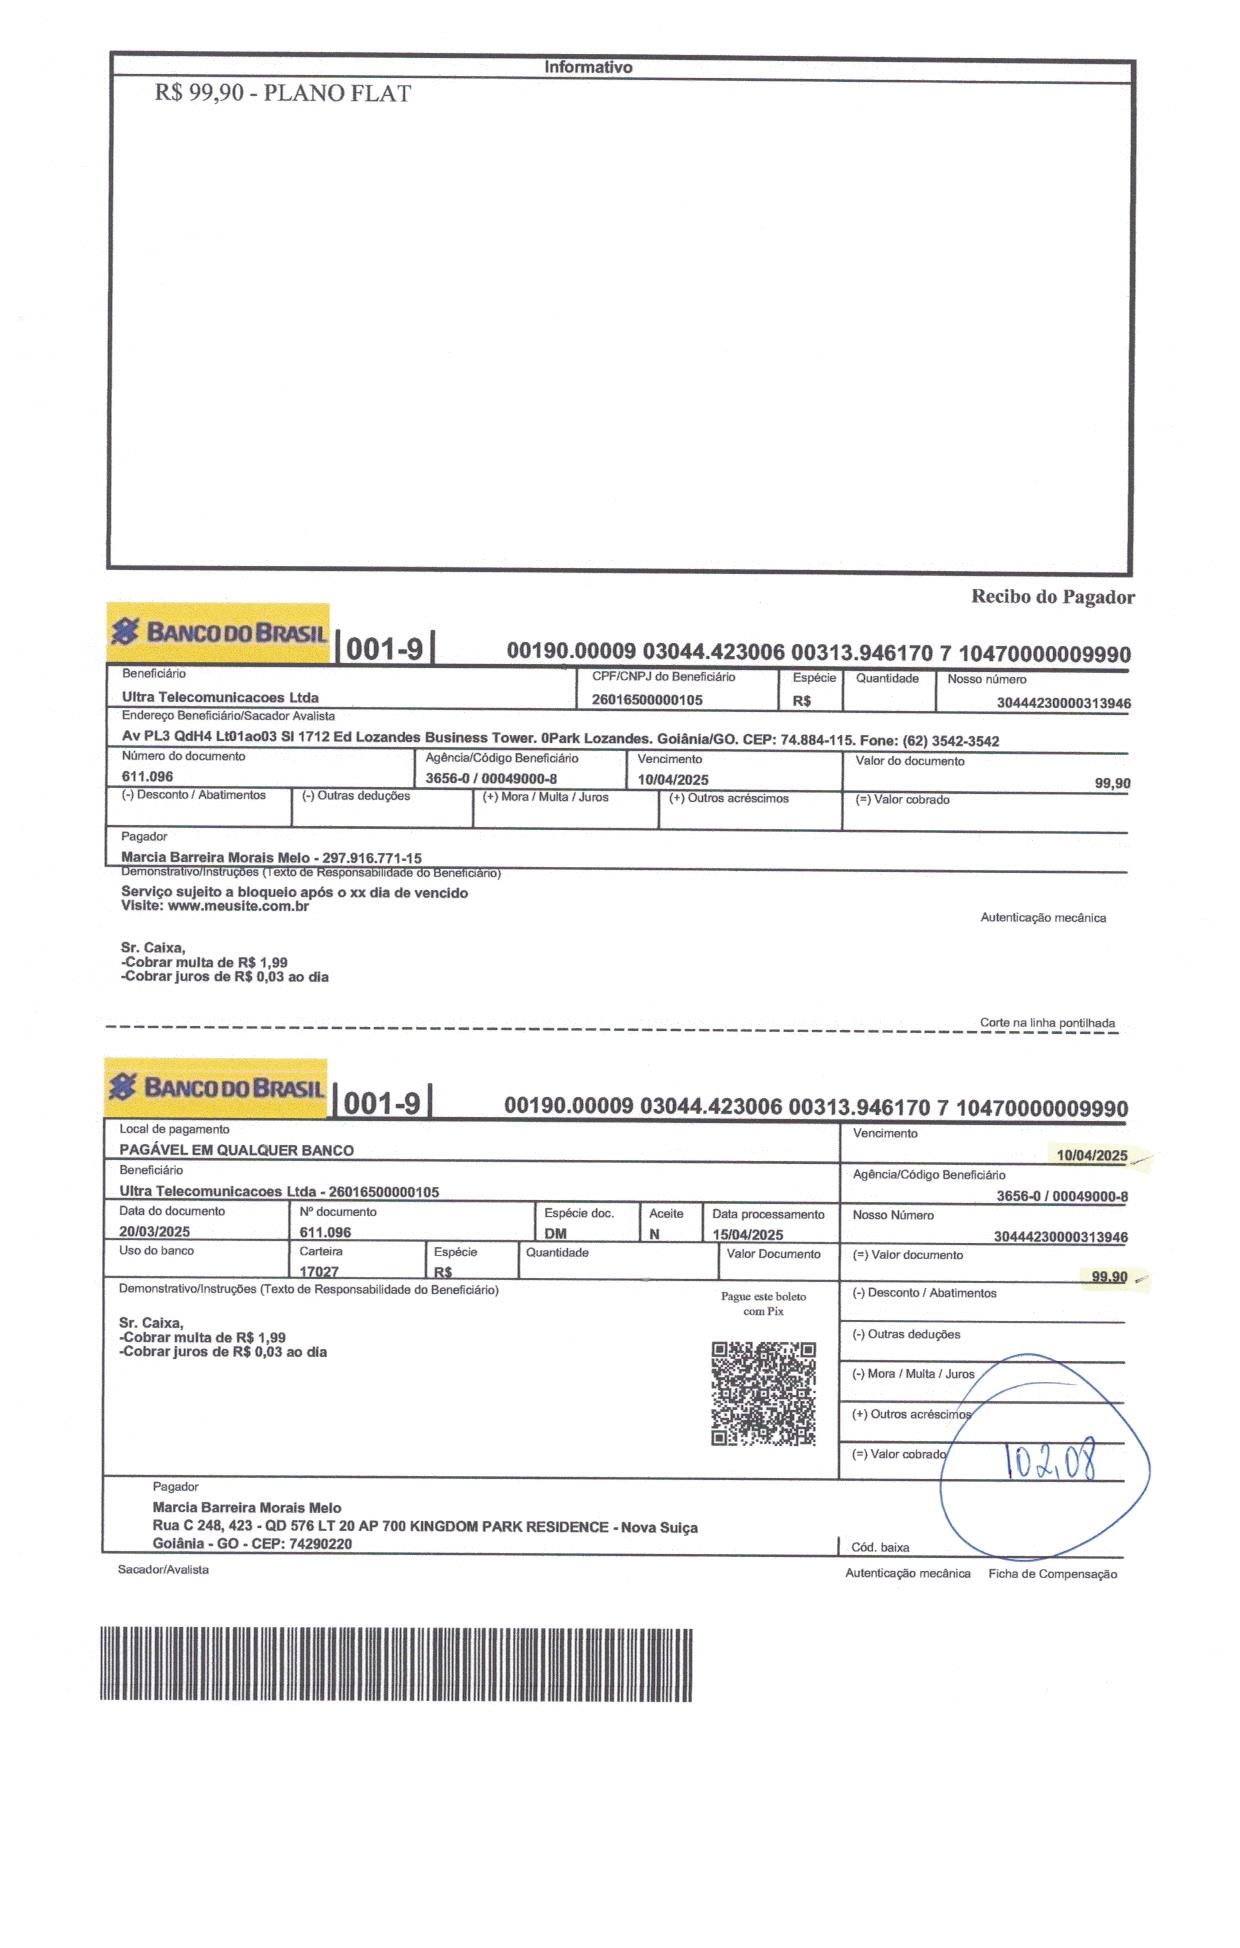 Informativo
R$ 99,90 - PLANO FLAT
Recibo do Pagador
BANCO DO BRASIL |001-9| 00190.00009 03044.423006 00313.946170 7 10470000009990
Beneficiário CPF/CNPJ do Beneficiário Espécie Quantidade Nosso número
Ultra Telecomunicacoes Ltda 26016500000105 R$ 30444230000313946
Endereço Beneficiário/Sacador Avalista
Av PL3 QdH4 Lt01ao03 Sl 1712 Ed Lozandes Business Tower. 0Park Lozandes. Goiânia/GO. CEP: 74.884-115. Fone: (62) 3542-3542
Número do documento Agência/Código Beneficiário Vencimento Valor do documento
611.096 3656-0 / 00049000-8 10/04/2025 99,90
(-) Desconto / Abatimentos (-) Outras deduções (+) Mora / Multa / Juros (+) Outros acréscimos (=) Valor cobrado
Pagador
Marcia Barreira Morais Melo - 297.916.771-15
Demonstrativo/Instruções (Texto de Responsabilidade do Beneficiário)
Serviço sujeito a bloqueio após o xx dia de vencido
Visite: www.meusite.com.br
Autenticação mecânica
Sr. Caixa,
-Cobrar multa de R$ 1,99
-Cobrar juros de R$ 0,03 ao dia
Corte na linha pontilhada
BANCO DO BRASIL |001-9| 00190.00009 03044.423006 00313.946170 7 10470000009990
Local de pagamento Vencimento
PAGÁVEL EM QUALQUER BANCO 10/04/2025
Beneficiário Agência/Código Beneficiário
Ultra Telecomunicacoes Ltda - 26016500000105 3656-0 / 00049000-8
Data do documento Nº documento Espécie doc. Aceite Data processamento Nosso Número
20/03/2025 611.096 DM N 15/04/2025 30444230000313946
Uso do banco Carteira Espécie Quantidade Valor Documento (=) Valor documento
17027 R$ 99,90
Demonstrativo/Instruções (Texto de Responsabilidade do Beneficiário) Pague este boleto (-) Desconto / Abatimentos
com Pix
Sr. Caixa,
-Cobrar multa de R$ 1,99 (-) Outras deduções
-Cobrar juros de R$ 0,03 ao dia
(-) Mora / Multa / Juros
(+) Outros acréscimos
(=) Valor cobrado 102,08
Pagador
Marcia Barreira Morais Melo
Rua C 248, 423 - QD 576 LT 20 AP 700 KINGDOM PARK RESIDENCE - Nova Suiça
Goiânia - GO - CEP: 74290220 Cód. baixa
Sacador/Avalista Autenticação mecânica Ficha de Compensação